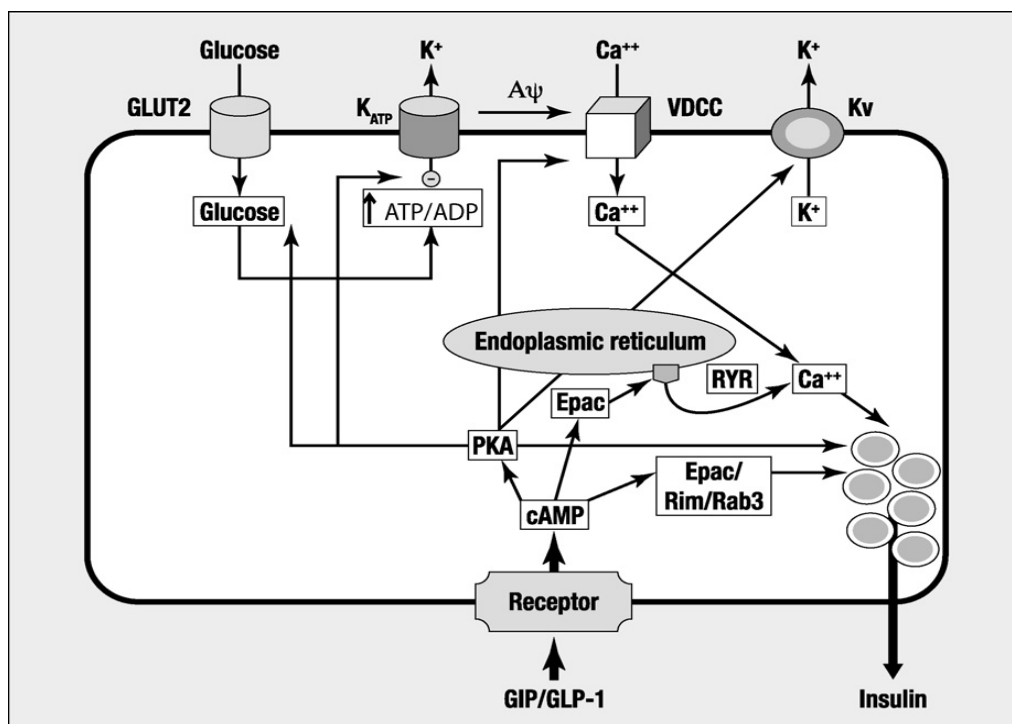 Glucose
K+
Ca++
K+
GLUT2
KATP
Aψ
VDCC
Kv
−
Glucose
↑ ATP/ADP
Ca++
K+
Endoplasmic reticulum
RYR
Ca++
Epac
PKA
Epac/
Rim/Rab3
cAMP
Receptor
GIP/GLP-1
Insulin